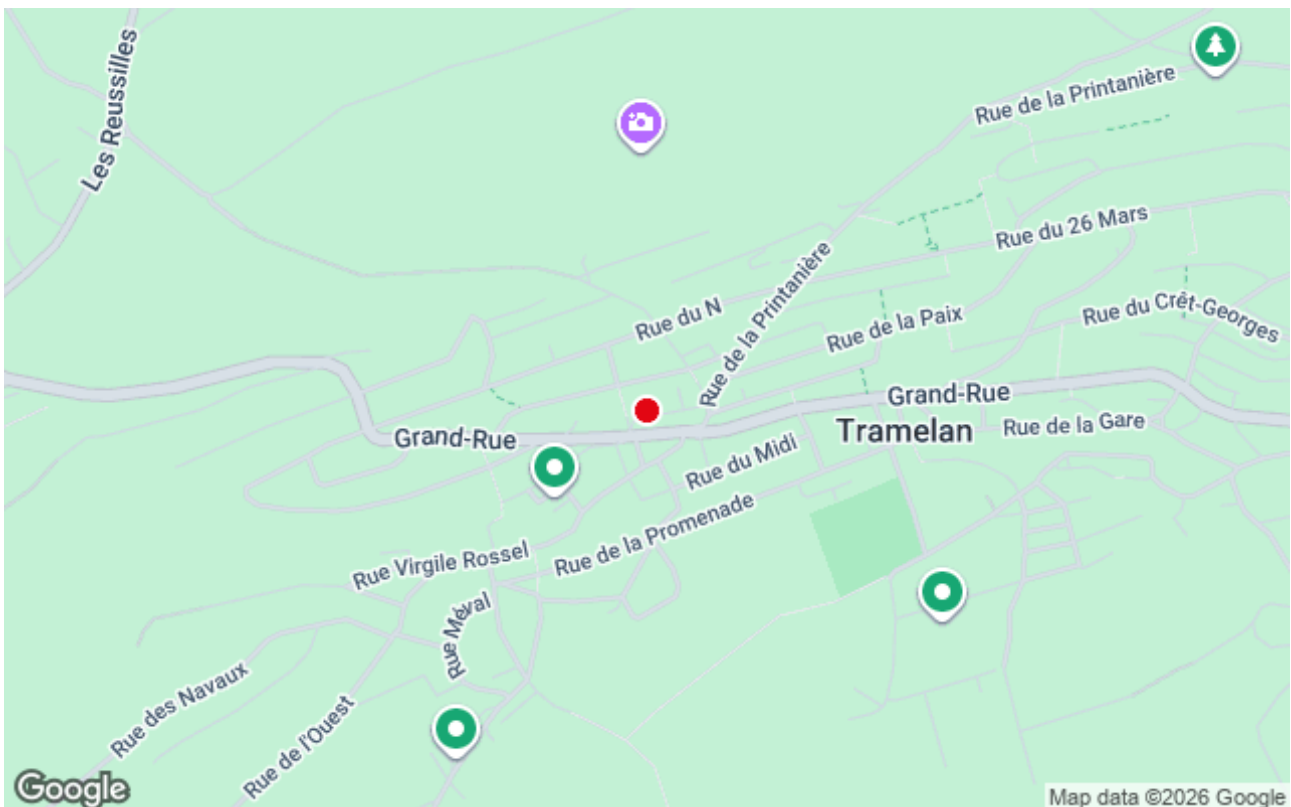 Les Reussilles
Rue de la Printanière
Rue du 26 Mars
Rue de la Printanière
Rue du N
Rue de la Paix
Rue du Crêt-Georges
Grand-Rue
Grand-Rue
Tramelan
Rue de la Gare
Rue du Midi
Rue de la Promenade
Rue Virgile Rossel
Rue Méval
Rue des Navaux
Rue de l'Ouest
Google
Map data ©2026 Google